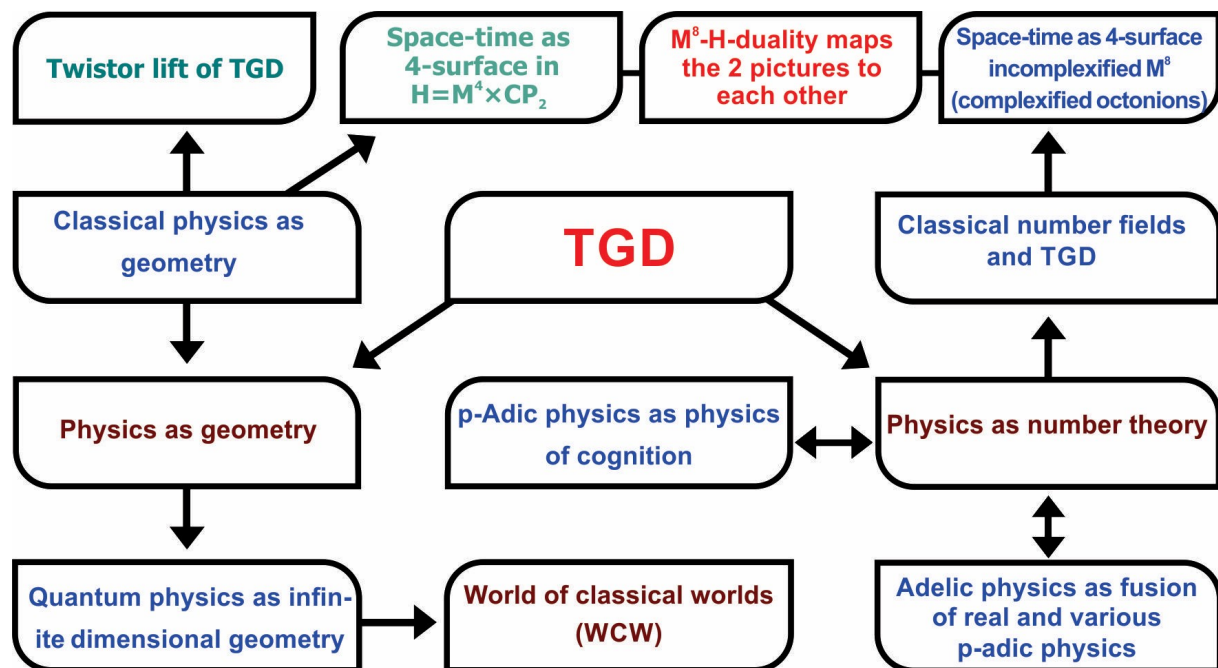 Twistor lift of TGD
Space-time as
4-surface in
H=M⁴×CP₂
M⁸-H-duality maps
the 2 pictures to
each other
Space-time as 4-surface
incomplexified M⁸
(complexified octonions)
Classical physics as
geometry
TGD
Classical number fields
and TGD
Physics as geometry
p-Adic physics as physics
of cognition
Physics as number theory
Quantum physics as infin-
ite dimensional geometry
World of classical worlds
(WCW)
Adelic physics as fusion
of real and various
p-adic physics